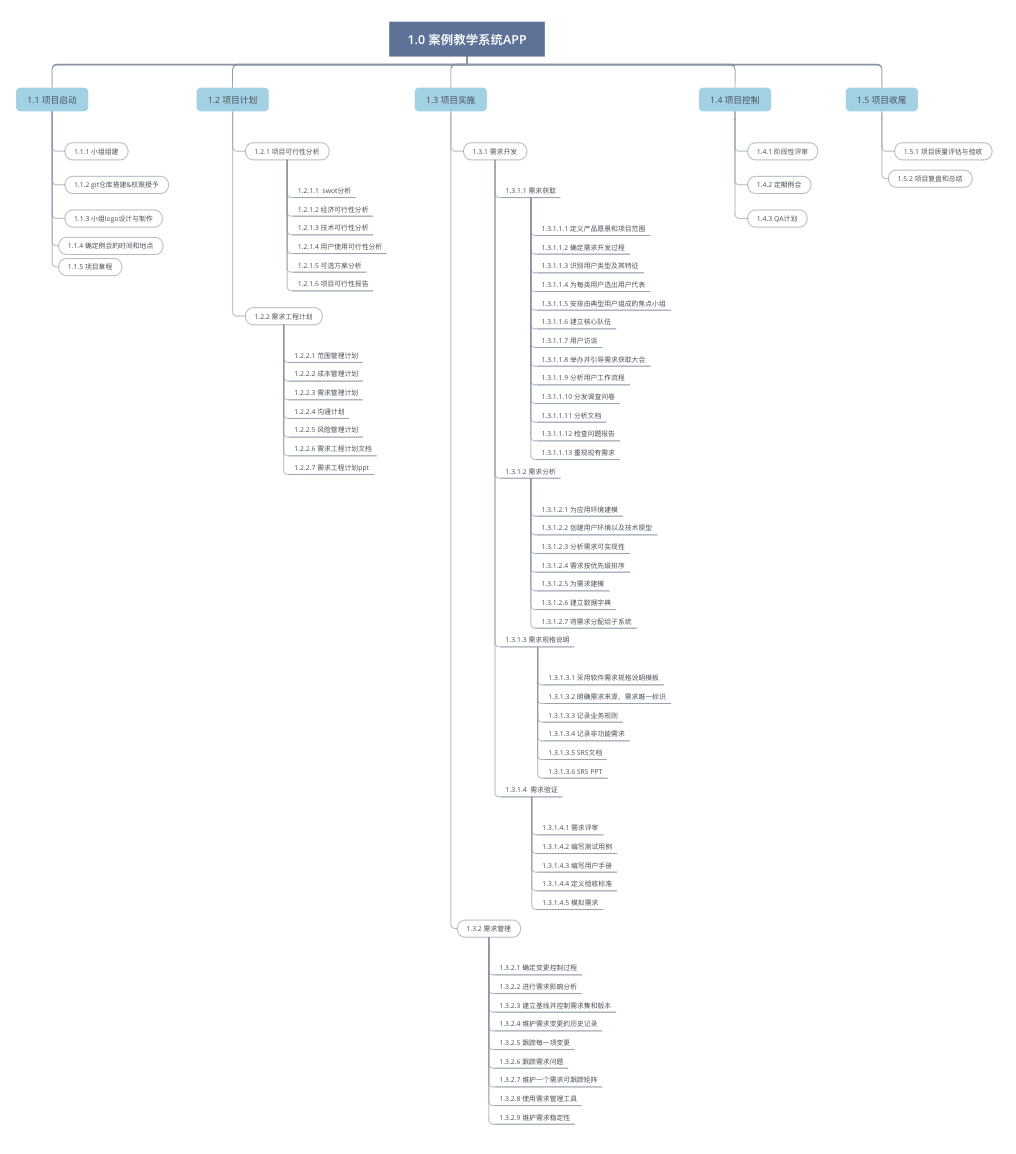 1.0 案例教学系统APP
1.1 项目启动
1.1.1 小组组建
1.1.2 git仓库搭建&权限授予
1.1.3 小组logo设计与制作
1.1.4 确定例会的时间和地点
1.1.5 项目章程
1.2 项目计划
1.2.1 项目可行性分析
1.2.1.1 swot分析
1.2.1.2 经济可行性分析
1.2.1.3 技术可行性分析
1.2.1.4 用户使用可行性分析
1.2.1.5 可选方案分析
1.2.1.6 项目可行性报告
1.2.2 需求工程计划
1.2.2.1 范围管理计划
1.2.2.2 成本管理计划
1.2.2.3 需求管理计划
1.2.2.4 沟通计划
1.2.2.5 风险管理计划
1.2.2.6 需求工程计划文档
1.2.2.7 需求工程计划ppt
1.3 项目实施
1.3.1 需求开发
1.3.1.1 需求获取
1.3.1.1.1 定义产品愿景和项目范围
1.3.1.1.2 确定需求开发过程
1.3.1.1.3 识别用户类型及其特征
1.3.1.1.4 为每类用户选出用户代表
1.3.1.1.5 安排由典型用户组成的焦点小组
1.3.1.1.6 建立核心队伍
1.3.1.1.7 用户访谈
1.3.1.1.8 举办并引导需求获取大会
1.3.1.1.9 分析用户工作流程
1.3.1.1.10 分发调查问卷
1.3.1.1.11 分析文档
1.3.1.1.12 检查问题报告
1.3.1.1.13 重现现有需求
1.3.1.2 需求分析
1.3.1.2.1 为应用环境建模
1.3.1.2.2 创建用户环境以及技术原型
1.3.1.2.3 分析需求可实现性
1.3.1.2.4 需求按优先级排序
1.3.1.2.5 为需求建模
1.3.1.2.6 建立数据字典
1.3.1.2.7 将需求分配给子系统
1.3.1.3 需求规格说明
1.3.1.3.1 采用软件需求规格说明模板
1.3.1.3.2 明确需求来源，需求唯一标识
1.3.1.3.3 记录业务规则
1.3.1.3.4 记录非功能需求
1.3.1.3.5 SRS文档
1.3.1.3.6 SRS PPT
1.3.1.4 需求验证
1.3.1.4.1 需求评审
1.3.1.4.2 编写测试用例
1.3.1.4.3 编写用户手册
1.3.1.4.4 定义验收标准
1.3.1.4.5 模拟需求
1.3.2 需求管理
1.3.2.1 确定变更控制过程
1.3.2.2 进行需求影响分析
1.3.2.3 建立基线并控制需求集和版本
1.3.2.4 维护需求变更的历史记录
1.3.2.5 跟踪每一项变更
1.3.2.6 跟踪需求问题
1.3.2.7 维护一个需求可跟踪矩阵
1.3.2.8 使用需求管理工具
1.3.2.9 维护需求稳定性
1.4 项目控制
1.4.1 阶段性评审
1.4.2 定期例会
1.4.3 QA计划
1.5 项目收尾
1.5.1 项目质量评估与验收
1.5.2 项目复盘和总结